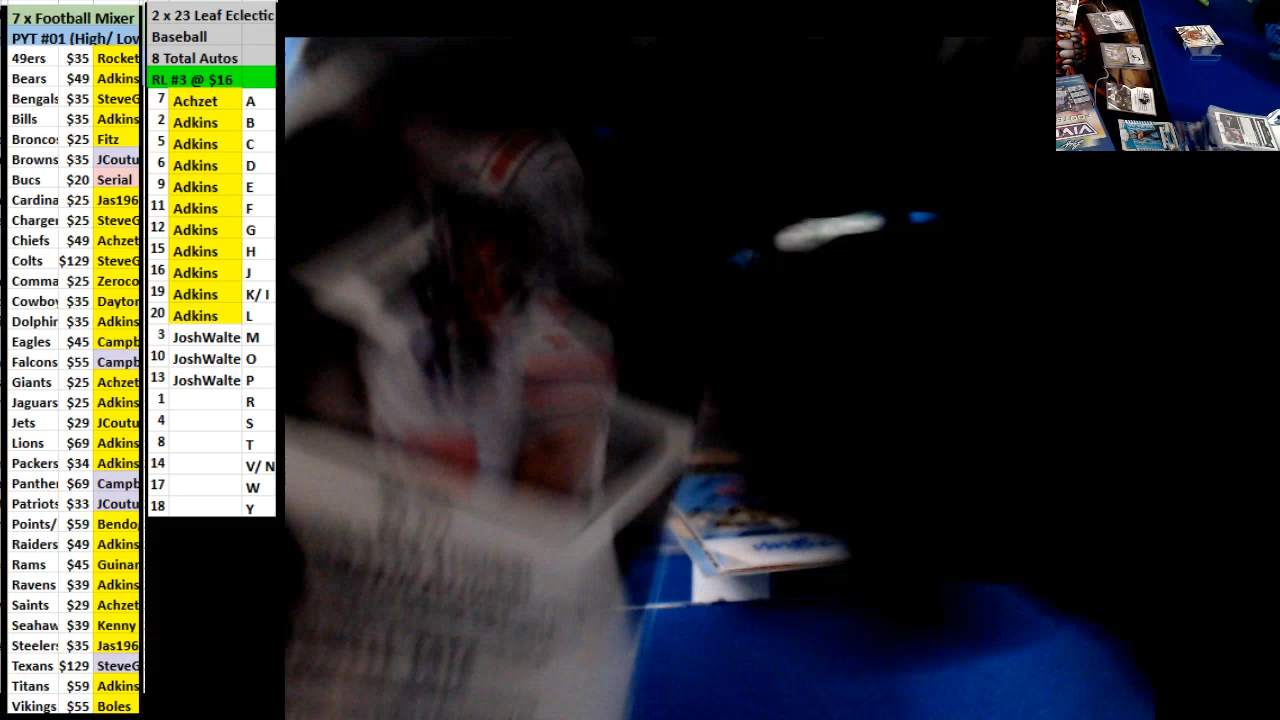 7 x Football Mixer
PYT #01 (High/ Lov
49ers $35 Rocket
Bears $49 Adkins
Bengals $35 SteveG
Bills $35 Adkins
Broncos $25 Fitz
Browns $35 JCoutu
Bucs $20 Serial
Cardina $25 Jas196
Charger $25 SteveG
Chiefs $49 Achzet
Colts $129 SteveG
Comma $25 Zeroco
Cowboy $35 Dayton
Dolphin $35 Adkins
Eagles $45 Campb
Falcons $55 Campb
Giants $25 Achzet
Jaguars $25 Adkins
Jets $29 JCoutu
Lions $69 Adkins
Packers $34 Adkins
Panthe $69 Campb
Patriots $33 JCoutu
Points/ $59 Bendo
Raiders $49 Adkins
Rams $45 Guinar
Ravens $39 Adkins
Saints $29 Achzet
Seahaw $39 Kenny
Steelers $35 Jas196
Texans $129 SteveG
Titans $59 Adkins
Vikings $55 Boles
2 x 23 Leaf Eclectic
Baseball
8 Total Autos
RL #3 @ $16
7 Achzet A
2 Adkins B
5 Adkins C
6 Adkins D
9 Adkins E
11 Adkins F
12 Adkins G
15 Adkins H
16 Adkins J
19 Adkins K/ I
20 Adkins L
3 JoshWalte M
10 JoshWalte O
13 JoshWalte P
1 R
4 S
8 T
14 V/ N
17 W
18 Y